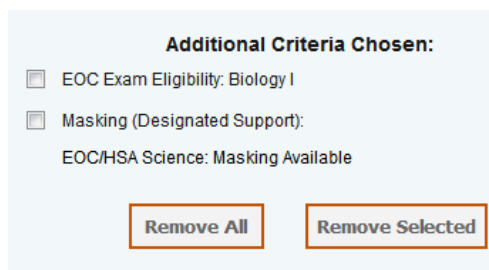 Additional Criteria Chosen:
EOC Exam Eligibility: Biology I
Masking (Designated Support):
EOC/HSA Science: Masking Available
Remove All Remove Selected